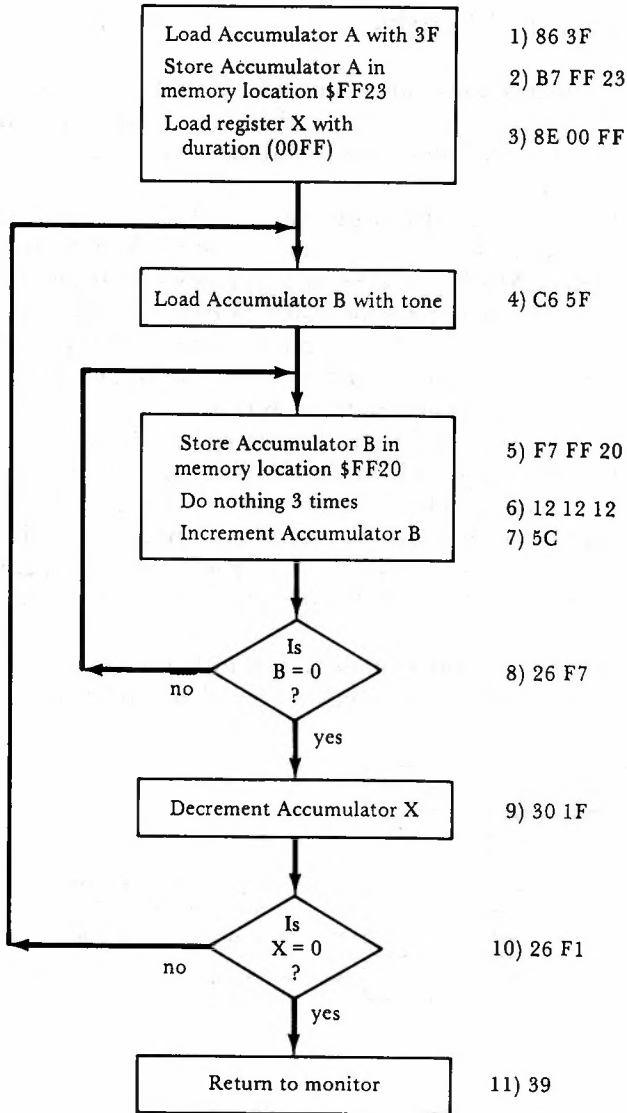 Load Accumulator A with 3F 1) 86 3F
Store Accumulator A in
memory location $FF23 2) B7 FF 23
Load register X with
duration (00FF) 3) 8E 00 FF
Load Accumulator B with tone 4) C6 5F
Store Accumulator B in
memory location $FF20 5) F7 FF 20
Do nothing 3 times 6) 12 12 12
Increment Accumulator B 7) 5C
Is
B = 0
?
no
8) 26 F7
yes
Decrement Accumulator X 9) 30 1F
Is
X = 0
?
no
10) 26 F1
yes
Return to monitor 11) 39